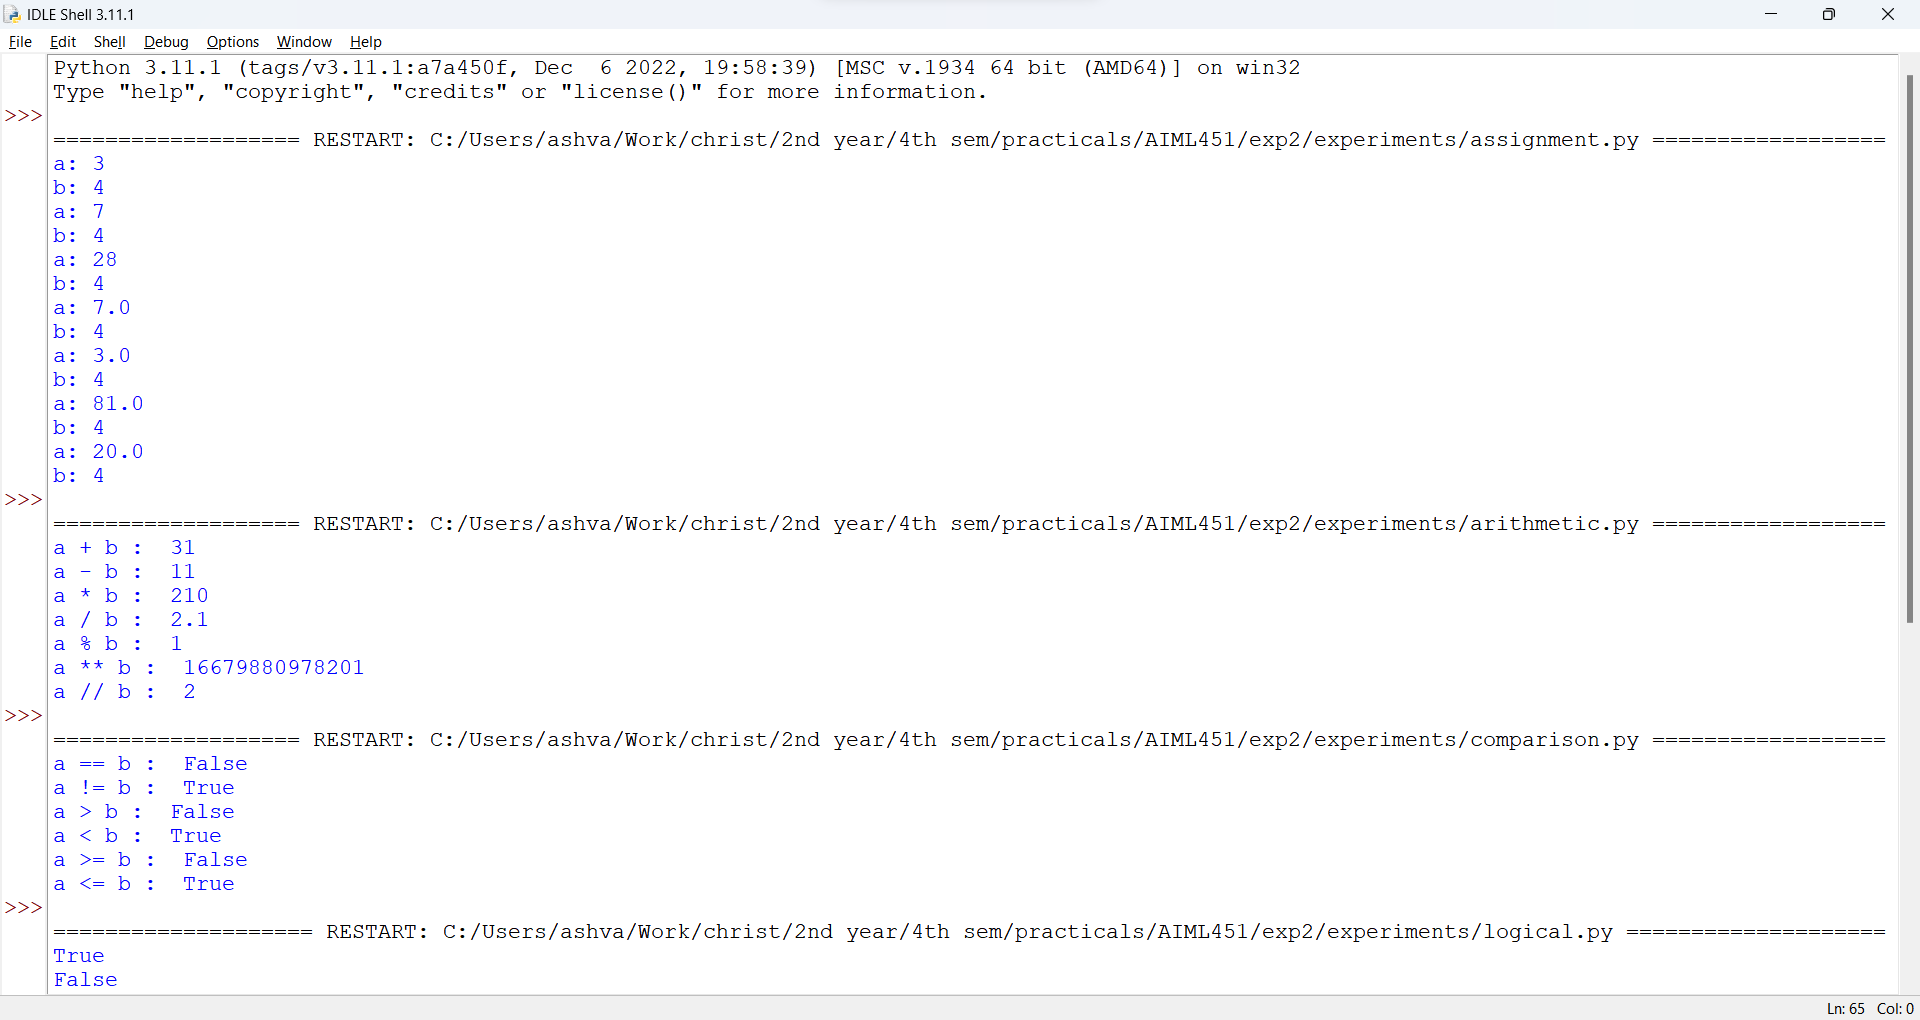 IDLE Shell 3.11.1
File Edit Shell Debug Options Window Help
Python 3.11.1 (tags/v3.11.1:a7a450f, Dec  6 2022, 19:58:39) [MSC v.1934 64 bit (AMD64)] on win32
Type "help", "copyright", "credits" or "license()" for more information.
>>>
=================== RESTART: C:/Users/ashva/Work/christ/2nd year/4th sem/practicals/AIML451/exp2/experiments/assignment.py ==================
a: 3
b: 4
a: 7
b: 4
a: 28
b: 4
a: 7.0
b: 4
a: 3.0
b: 4
a: 81.0
b: 4
a: 20.0
b: 4
>>>
=================== RESTART: C:/Users/ashva/Work/christ/2nd year/4th sem/practicals/AIML451/exp2/experiments/arithmetic.py ==================
a + b :  31
a - b :  11
a * b :  210
a / b :  2.1
a % b :  1
a ** b :  16679880978201
a // b :  2
>>>
=================== RESTART: C:/Users/ashva/Work/christ/2nd year/4th sem/practicals/AIML451/exp2/experiments/comparison.py ==================
a == b :  False
a != b :  True
a > b :  False
a < b :  True
a >= b :  False
a <= b :  True
>>>
==================== RESTART: C:/Users/ashva/Work/christ/2nd year/4th sem/practicals/AIML451/exp2/experiments/logical.py ====================
True
False
Ln: 65 Col: 0